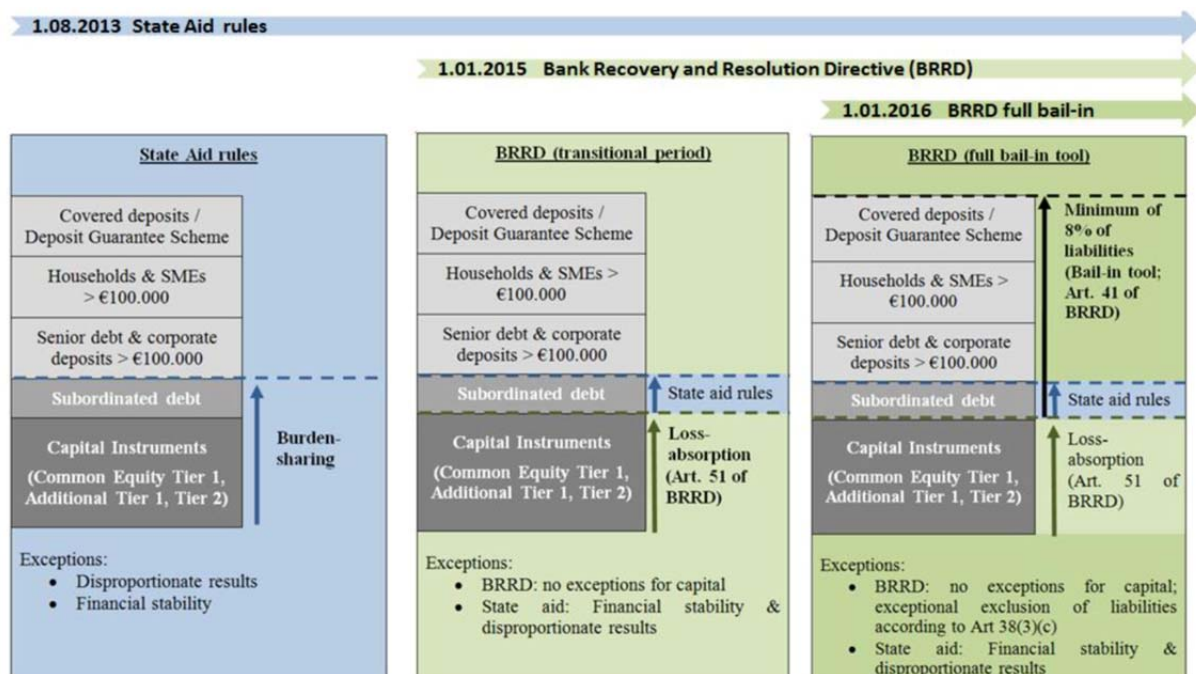 1.08.2013 State Aid rules
1.01.2015 Bank Recovery and Resolution Directive (BRRD)
1.01.2016 BRRD full bail-in
State Aid rules
Covered deposits /
Deposit Guarantee Scheme
Households & SMEs
> €100.000
Senior debt & corporate
deposits > €100.000
Subordinated debt
Capital Instruments
(Common Equity Tier 1,
Additional Tier 1, Tier 2)
Burden-
sharing
Exceptions:
• Disproportionate results
• Financial stability
BRRD (transitional period)
Covered deposits /
Deposit Guarantee Scheme
Households & SMEs >
€100.000
Senior debt & corporate
deposits > €100.000
Subordinated debt
State aid rules
Capital Instruments
(Common Equity Tier 1,
Additional Tier 1, Tier 2)
Loss-
absorption
(Art. 51 of
BRRD)
Exceptions:
• BRRD: no exceptions for capital
• State aid: Financial stability &
disproportionate results
BRRD (full bail-in tool)
Covered deposits /
Deposit Guarantee Scheme
Households & SMEs >
€100.000
Senior debt & corporate
deposits > €100.000
Minimum of
8% of
liabilities
(Bail-in tool;
Art. 41 of
BRRD)
Subordinated debt
State aid rules
Capital Instruments
(Common Equity Tier 1,
Additional Tier 1, Tier 2)
Loss-
absorption
(Art. 51 of
BRRD)
Exceptions:
• BRRD: no exceptions for capital;
exceptional exclusion of liabilities
according to Art 38(3)(c)
• State aid: Financial stability &
disproportionate results